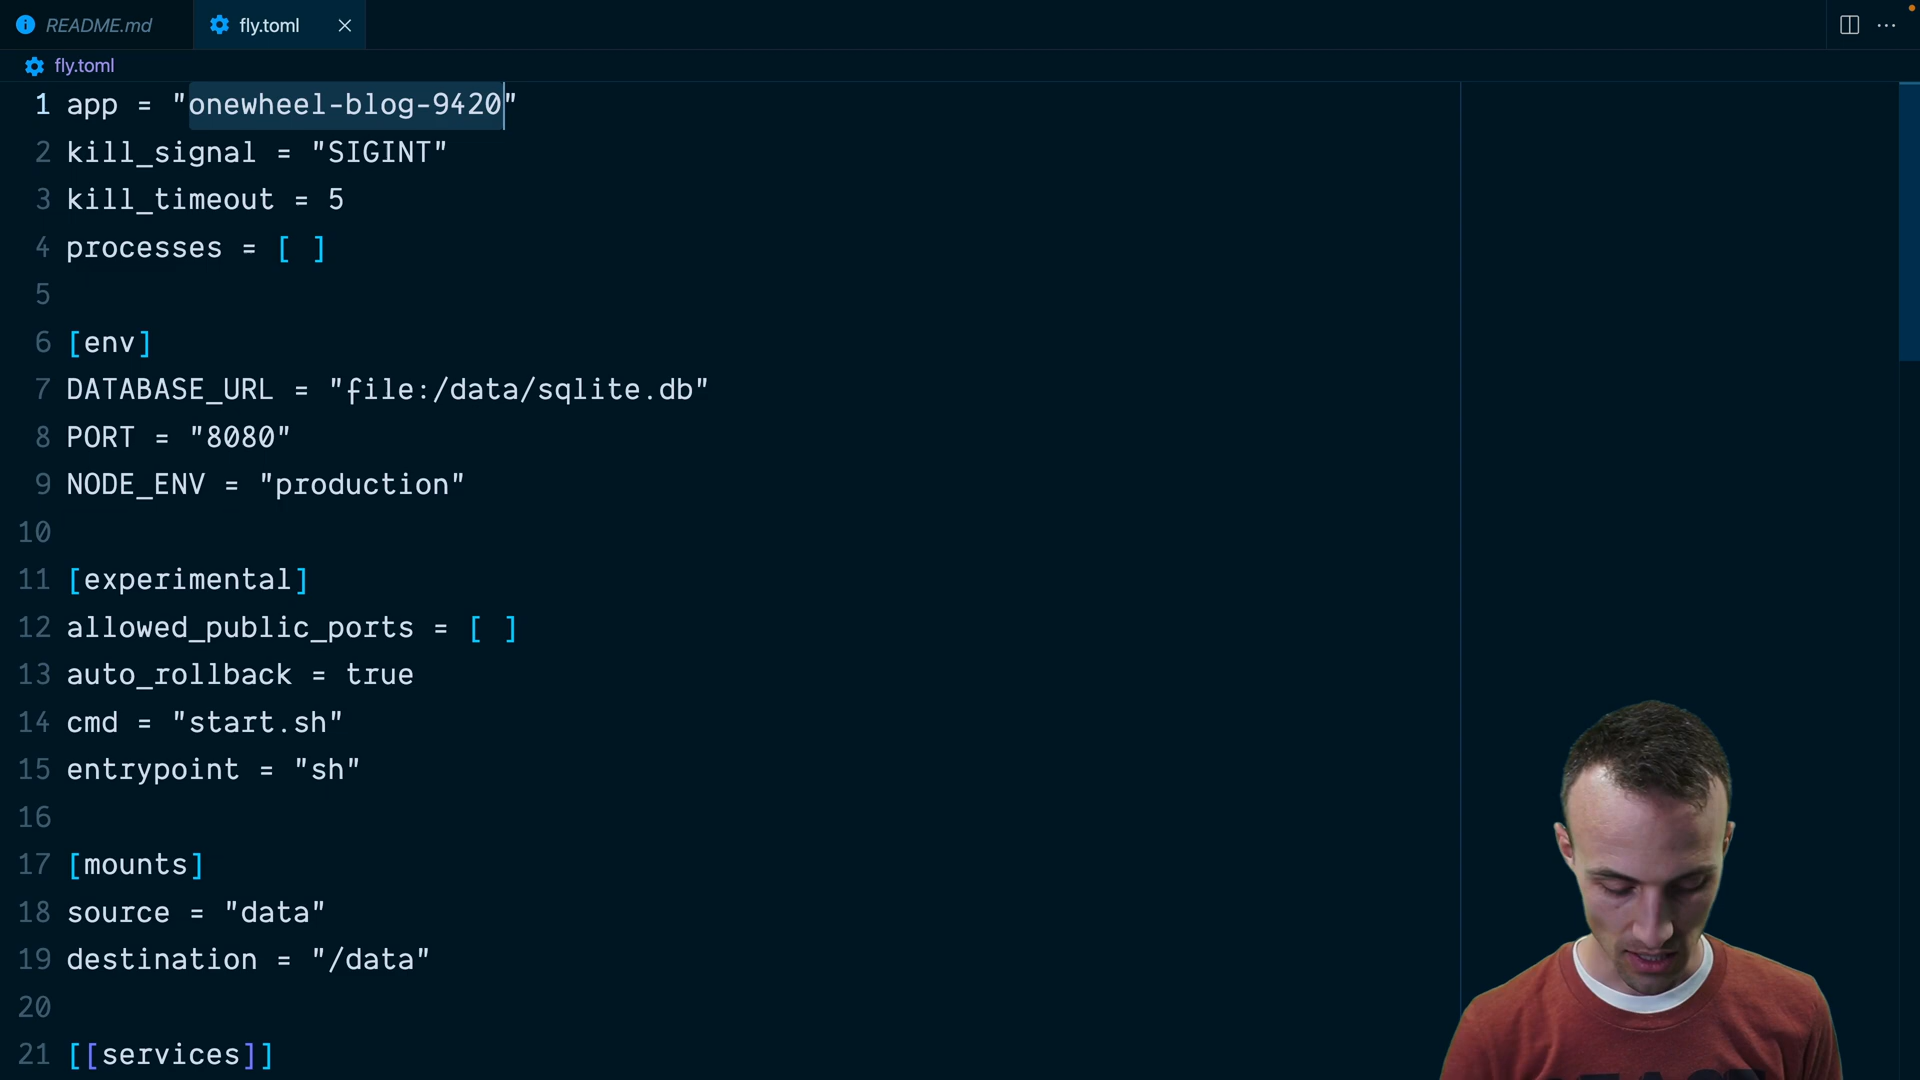 README.md
fly.toml
fly.toml
1 app = "onewheel-blog-9420"
2 kill_signal = "SIGINT"
3 kill_timeout = 5
4 processes = [ ]
5
6 [env]
7 DATABASE_URL = "file:/data/sqlite.db"
8 PORT = "8080"
9 NODE_ENV = "production"
10
11 [experimental]
12 allowed_public_ports = [ ]
13 auto_rollback = true
14 cmd = "start.sh"
15 entrypoint = "sh"
16
17 [mounts]
18 source = "data"
19 destination = "/data"
20
21 [[services]]